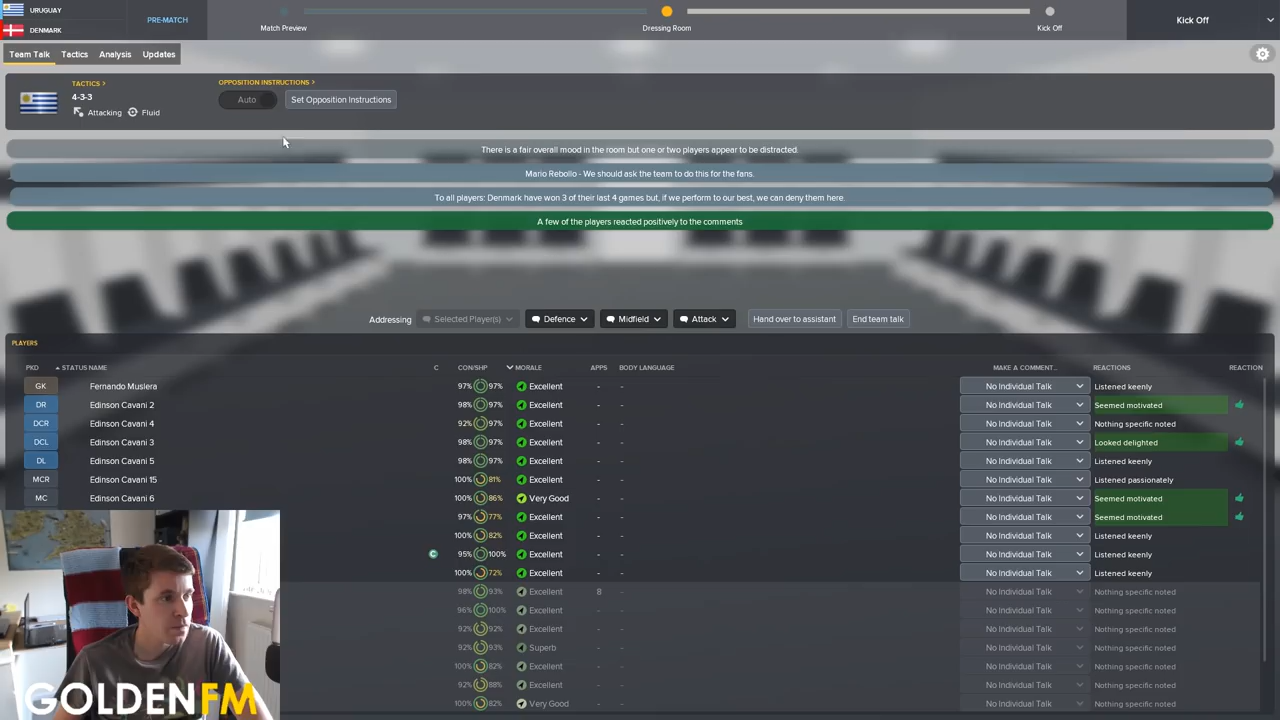 URUGUAY
DENMARK
PRE-MATCH
Match Preview
Dressing Room
Kick Off
Kick Off
Team Talk Tactics Analysis Updates
TACTICS >
4-3-3
Attacking Fluid
OPPOSITION INSTRUCTIONS >
Auto Set Opposition Instructions
There is a fair overall mood in the room but one or two players appear to be distracted.
Mario Rebollo - We should ask the team to do this for the fans.
To all players: Denmark have won 3 of their last 4 games but, if we perform to our best, we can deny them here.
A few of the players reacted positively to the comments
Addressing Selected Player(s) Defence Midfield Attack Hand over to assistant End team talk
PLAYERS
PKD STATUS NAME C CON/SHP MORALE APPS BODY LANGUAGE MAKE A COMMENT... REACTIONS REACTION
GK Fernando Muslera 97% 97% Excellent - - No Individual Talk Listened keenly
DR Edinson Cavani 2 98% 97% Excellent - - No Individual Talk Seemed motivated
DCR Edinson Cavani 4 92% 97% Excellent - - No Individual Talk Nothing specific noted
DCL Edinson Cavani 3 98% 97% Excellent - - No Individual Talk Looked delighted
DL Edinson Cavani 5 98% 97% Excellent - - No Individual Talk Listened keenly
MCR Edinson Cavani 15 100% 81% Excellent - - No Individual Talk Listened passionately
MC Edinson Cavani 6 100% 86% Very Good - - No Individual Talk Seemed motivated
97% 77% Excellent - - No Individual Talk Seemed motivated
100% 82% Excellent - - No Individual Talk Listened keenly
C 95% 100% Excellent - - No Individual Talk Listened keenly
100% 72% Excellent - - No Individual Talk Listened keenly
98% 93% Excellent 8 - No Individual Talk Nothing specific noted
96% 100% Excellent - - No Individual Talk Nothing specific noted
92% 92% Excellent - - No Individual Talk Nothing specific noted
92% 93% Superb - - No Individual Talk Nothing specific noted
100% 82% Excellent - - No Individual Talk Nothing specific noted
92% 88% Excellent - - No Individual Talk Nothing specific noted
100% 82% Very Good - - No Individual Talk Nothing specific noted
GOLDENFM